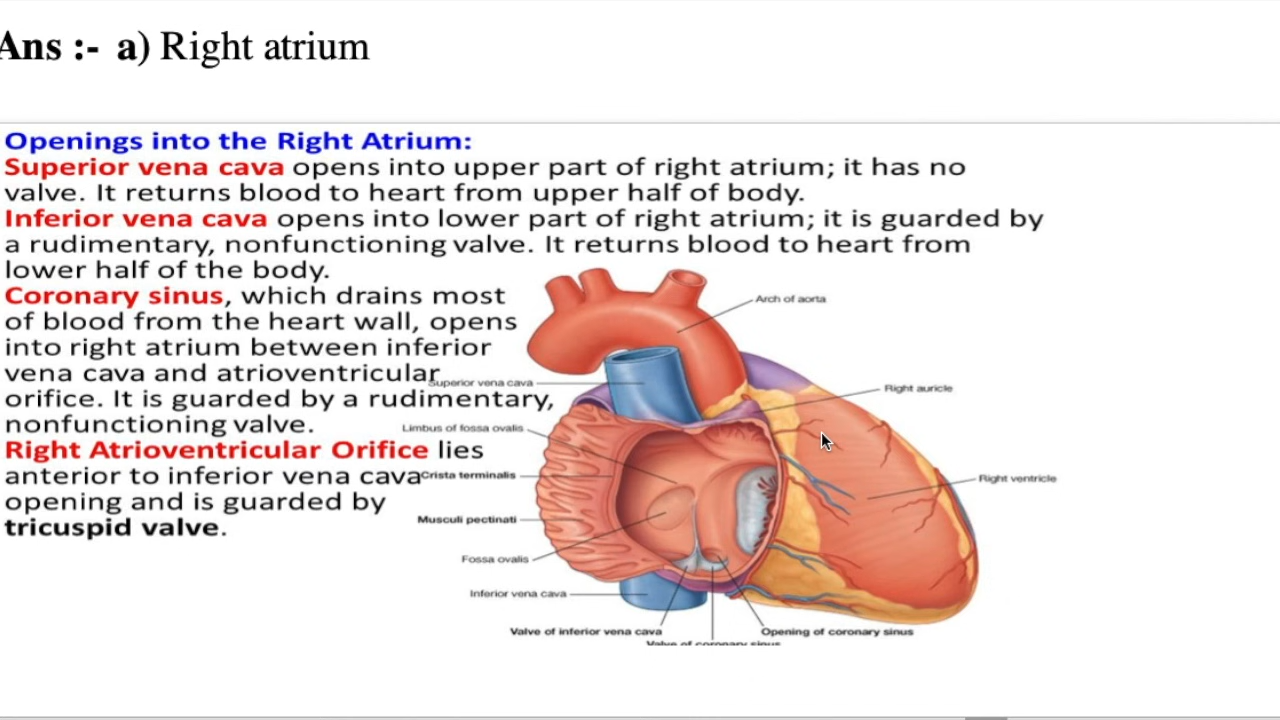 Ans :- a) Right atrium
Openings into the Right Atrium:
Superior vena cava opens into upper part of right atrium; it has no
valve. It returns blood to heart from upper half of body.
Inferior vena cava opens into lower part of right atrium; it is guarded by
a rudimentary, nonfunctioning valve. It returns blood to heart from
lower half of the body.
Coronary sinus, which drains most
of blood from the heart wall, opens
into right atrium between inferior
vena cava and atrioventricular
orifice. It is guarded by a rudimentary,
nonfunctioning valve.
Right Atrioventricular Orifice lies
anterior to inferior vena cava
opening and is guarded by
tricuspid valve.
Arch of aorta
Superior vena cava
Right auricle
Limbus of fossa ovalis
Crista terminalis
Right ventricle
Musculi pectinati
Fossa ovalis
Inferior vena cava
Valve of inferior vena cava
Opening of coronary sinus
Valve of coronary sinus